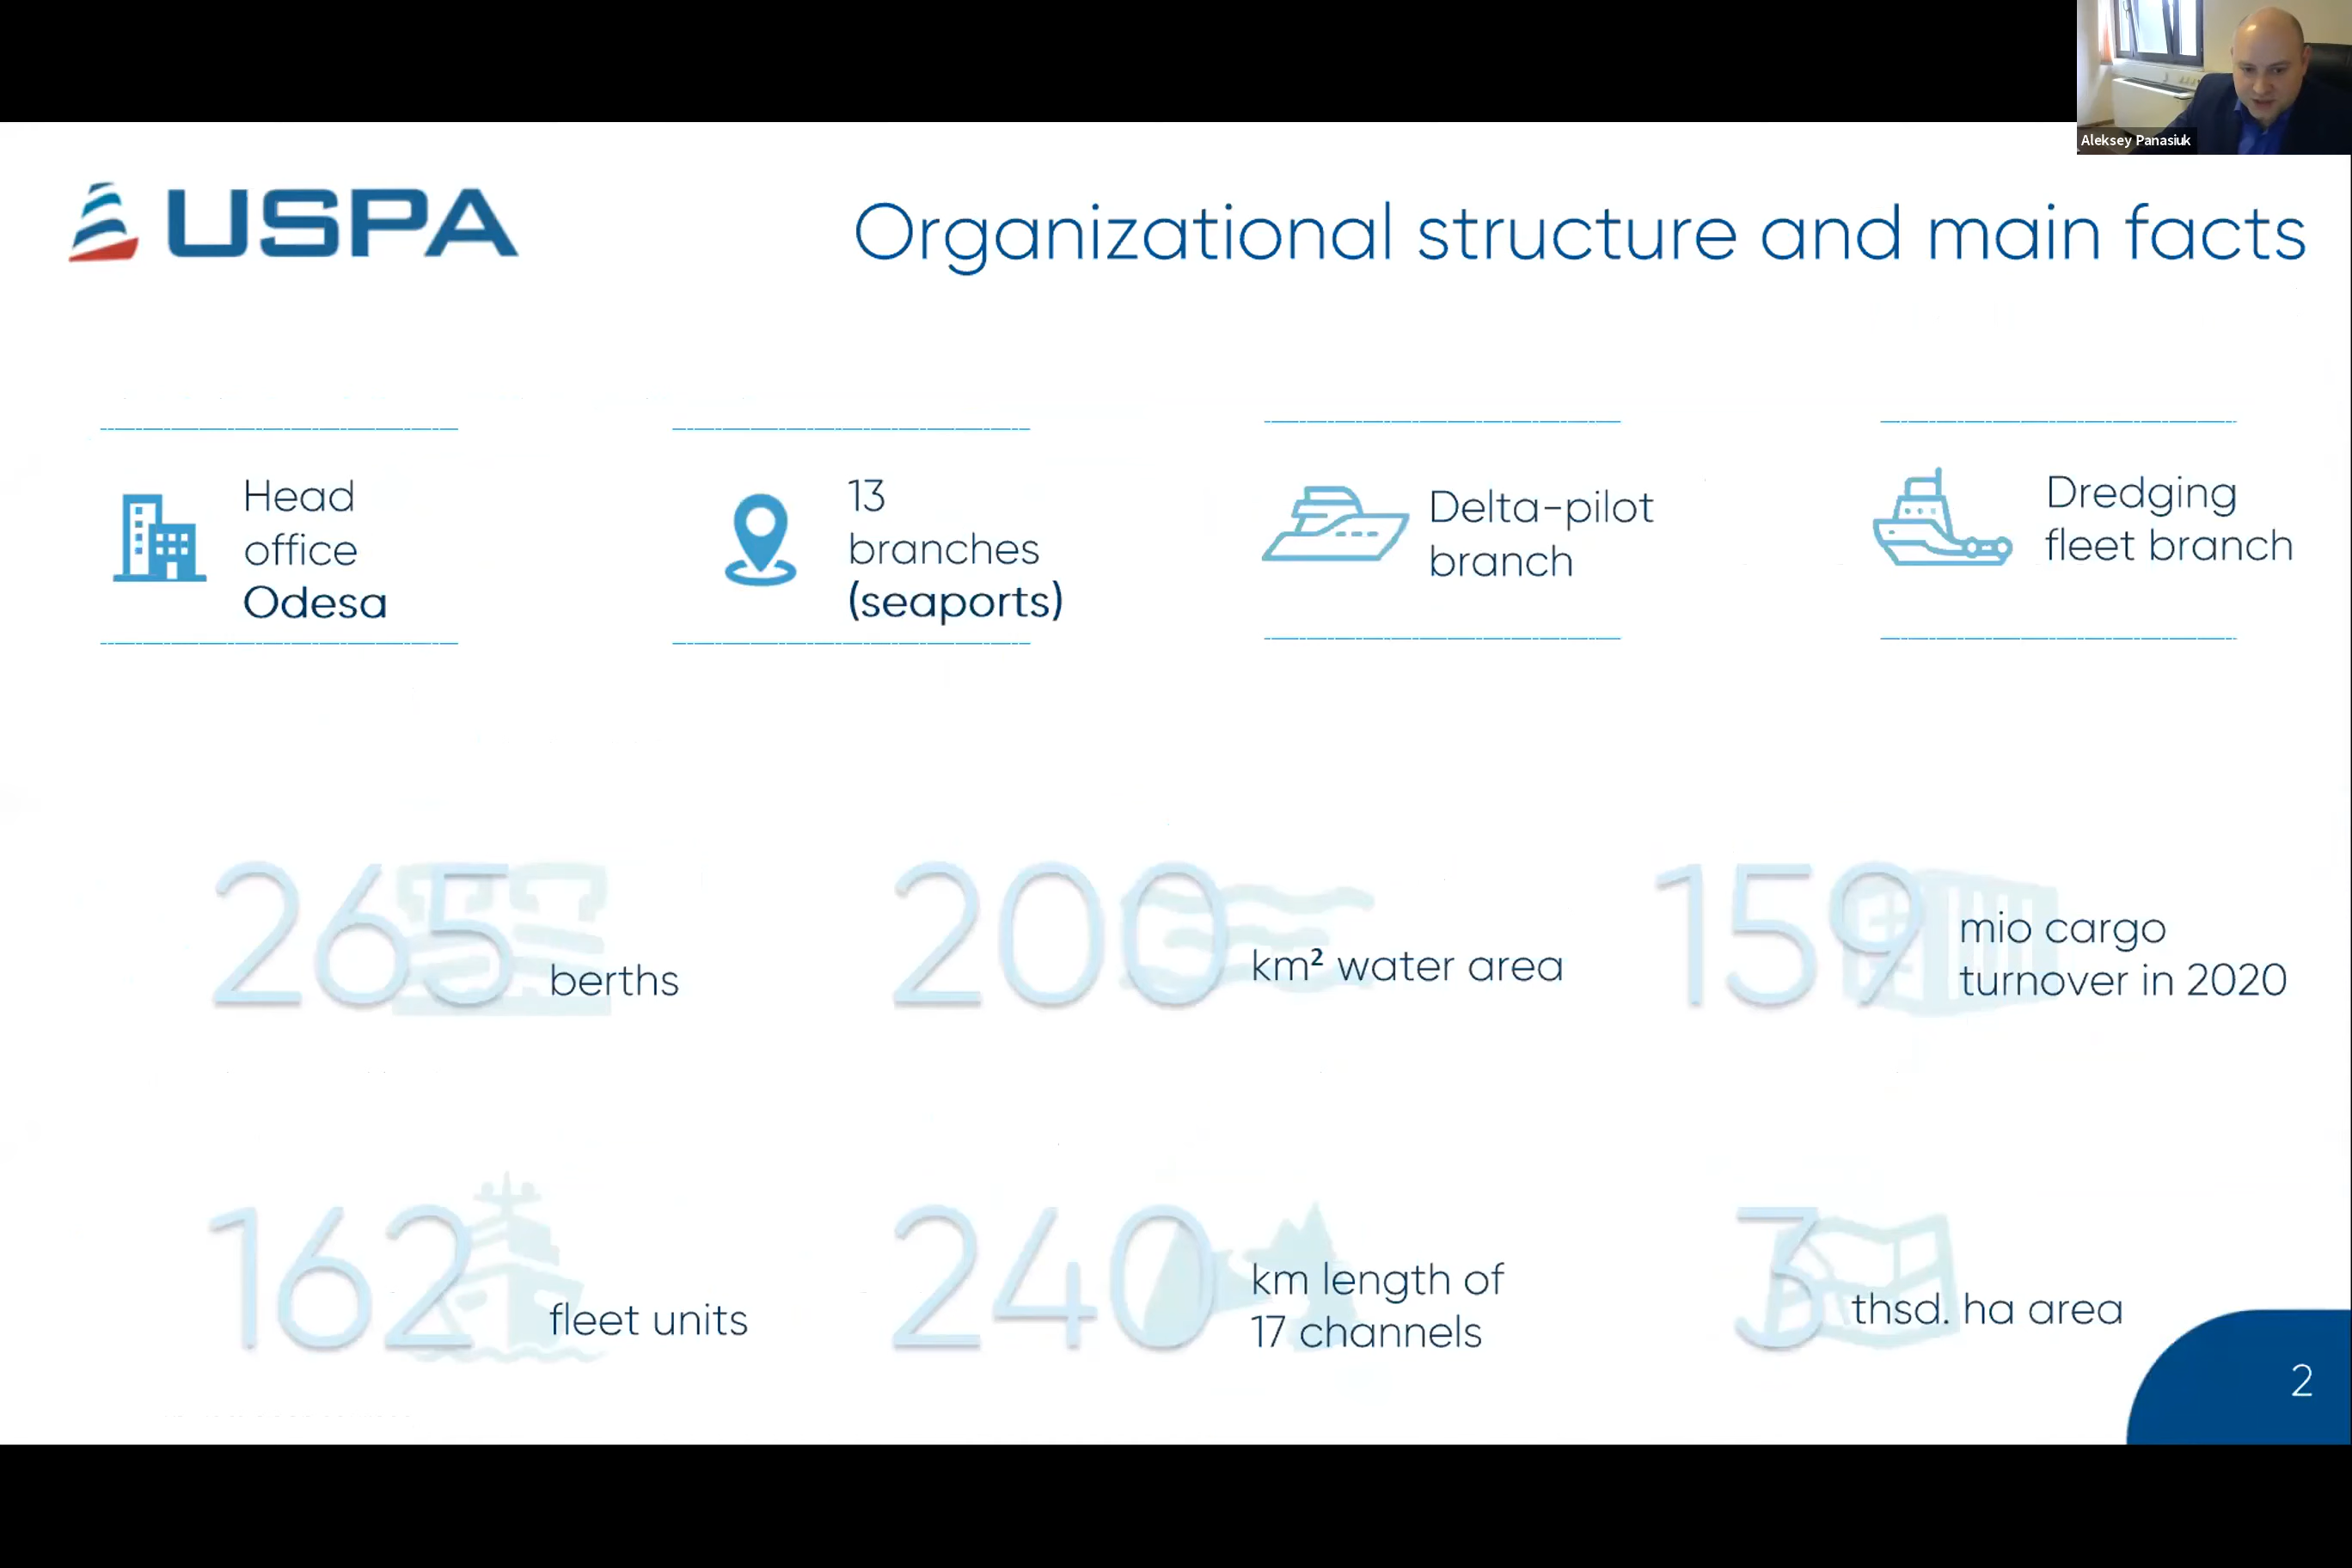 Aleksey Panasiuk
USPA
Organizational structure and main facts
Head
office
Odesa
13
branches
(seaports)
Delta-pilot
branch
Dredging
fleet branch
265 berths
200 km² water area
159 mio cargo
turnover in 2020
162 fleet units
240 km length of
17 channels
3 thsd. ha area
2